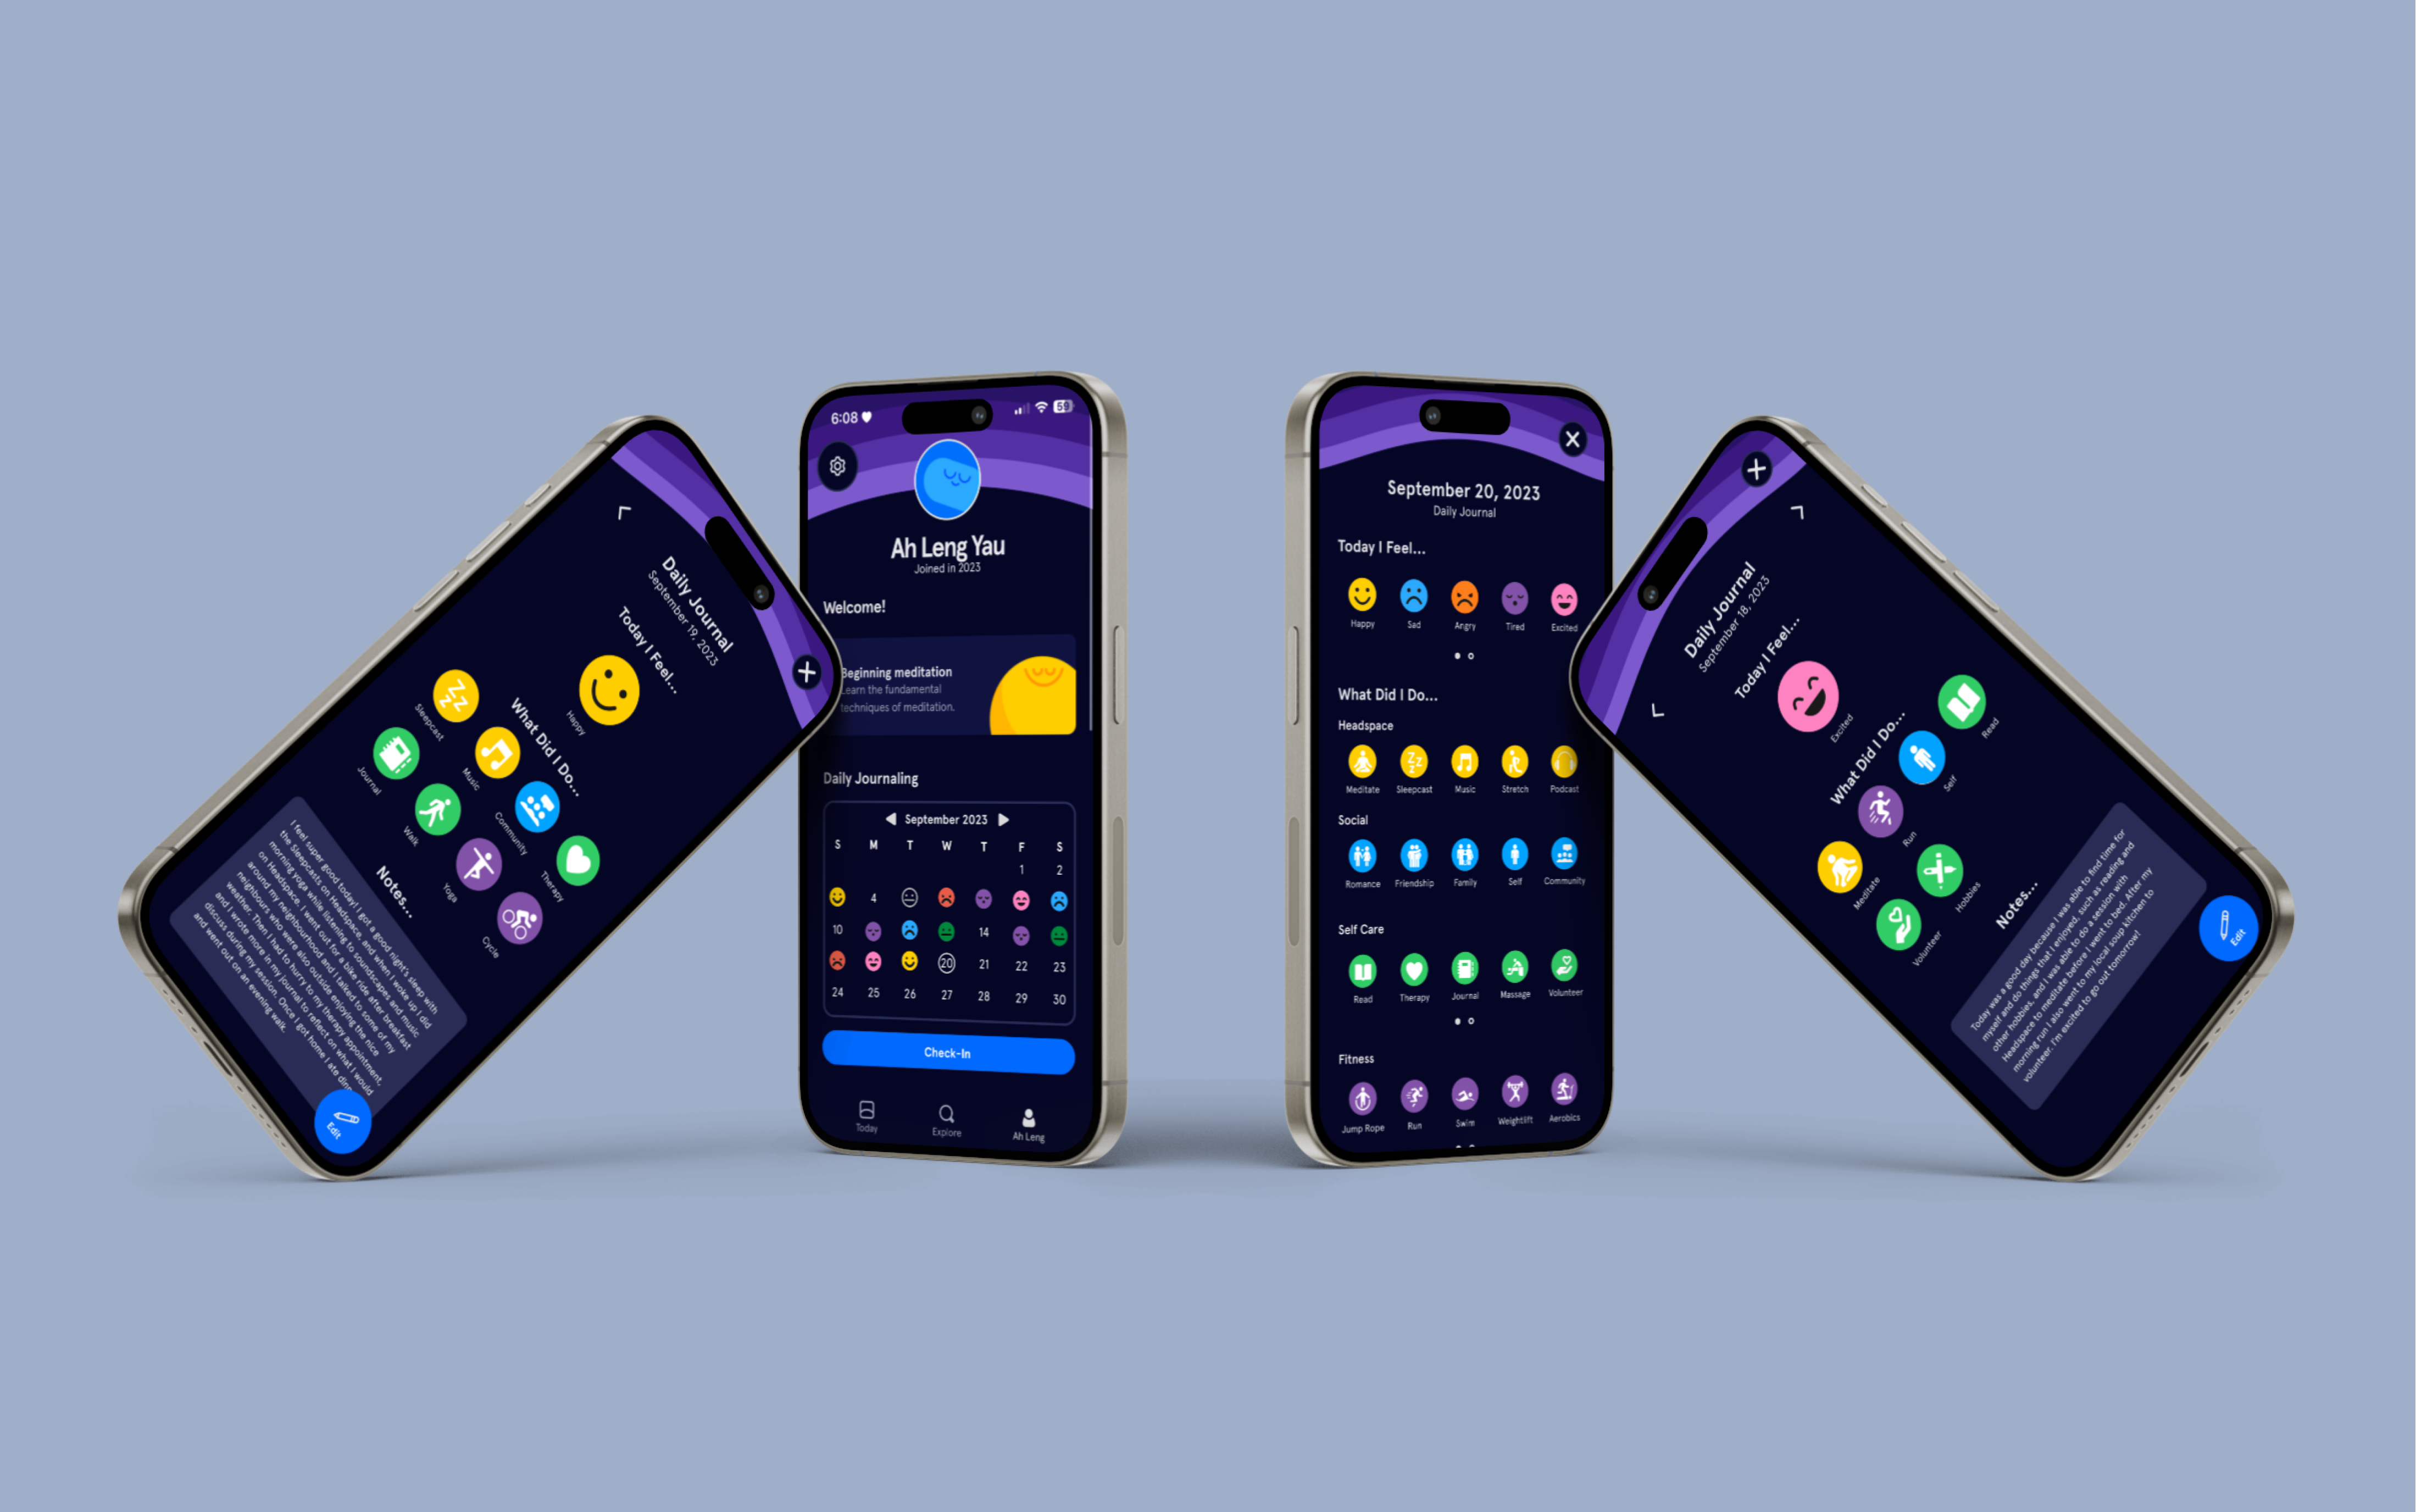 Daily Journal
September 19, 2023
Today I Feel...
Happy
What Did I Do...
Sleepcast
Music
Community
Therapy
Journal
Walk
Yoga
Cycle
Notes...
I feel super good today! I got a good night's sleep with
the Sleepcasts on Headspace, and when I woke up I did
morning yoga while listening to soundscapes and music
on Headspace. I went out for a bike ride after breakfast
around my neighbourhood and I talked to some of my
neighbours who were also outside enjoying the nice
weather. Then I had to hurry to my therapy appointment,
and I wrote more in my journal to reflect on what I would
discuss during my session. Once I got home I ate
and went out on an evening walk.
Edit
6:08
59
Ah Leng Yau
Joined in 2023
Welcome!
Beginning meditation
Learn the fundamental
techniques of meditation.
Daily Journaling
September 2023
S M T W T F S
1 2
4
10 14
20 21 22 23
24 25 26 27 28 29 30
Check-In
Today Explore Ah Leng
September 20, 2023
Daily Journal
Today I Feel...
Happy Sad Angry Tired Excited
What Did I Do...
Headspace
Meditate Sleepcast Music Stretch Podcast
Social
Romance Friendship Family Self Community
Self Care
Read Therapy Journal Massage Volunteer
Fitness
Jump Rope Run Swim Weightlift Aerobics
Daily Journal
September 18, 2023
Today I Feel...
Excited
What Did I Do...
Meditate
Run
Self
Read
Volunteer
Hobbies
Notes...
Today was a good day because I was able to find time for
myself and do things that I enjoyed, such as reading and
other hobbies, and I was able to do a session with
Headspace to meditate before I went to bed. After my
morning run I also went to my local soup kitchen to
volunteer. I'm excited to go out tomorrow!
Edit